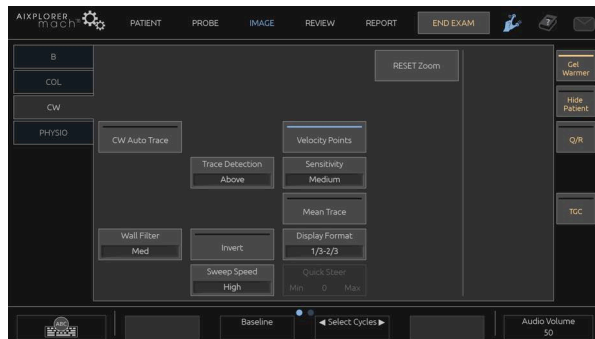 AIXPLORER
mach
PATIENT
PROBE
IMAGE
REVIEW
REPORT
END EXAM
B
COL
CW
PHYSIO
RESET Zoom
Gel
Warmer
Hide
Patient
Q/R
TGC
CW Auto Trace
Velocity Points
Trace Detection
Above
Sensitivity
Medium
Mean Trace
Wall Filter
Med
Invert
Display Format
1/3-2/3
Sweep Speed
High
Quick Steer
Min 0 Max
ABC
Baseline
◀ Select Cycles ▶
Audio Volume
50